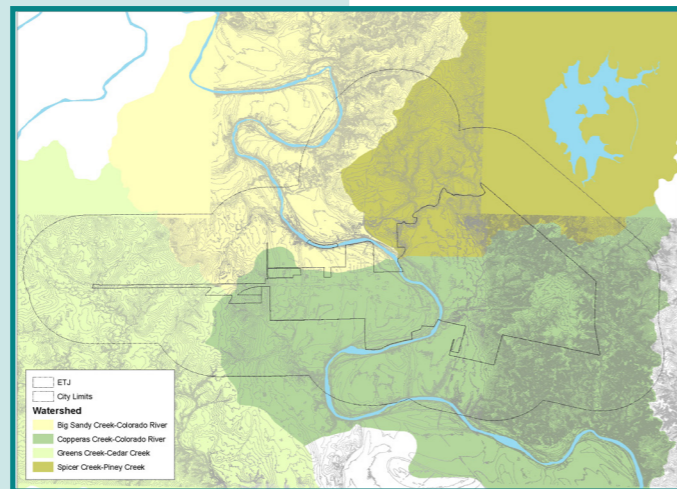 ETJ
City Limits
Watershed
Big Sandy Creek-Colorado River
Copperas Creek-Colorado River
Greens Creek-Cedar Creek
Spicer Creek-Piney Creek